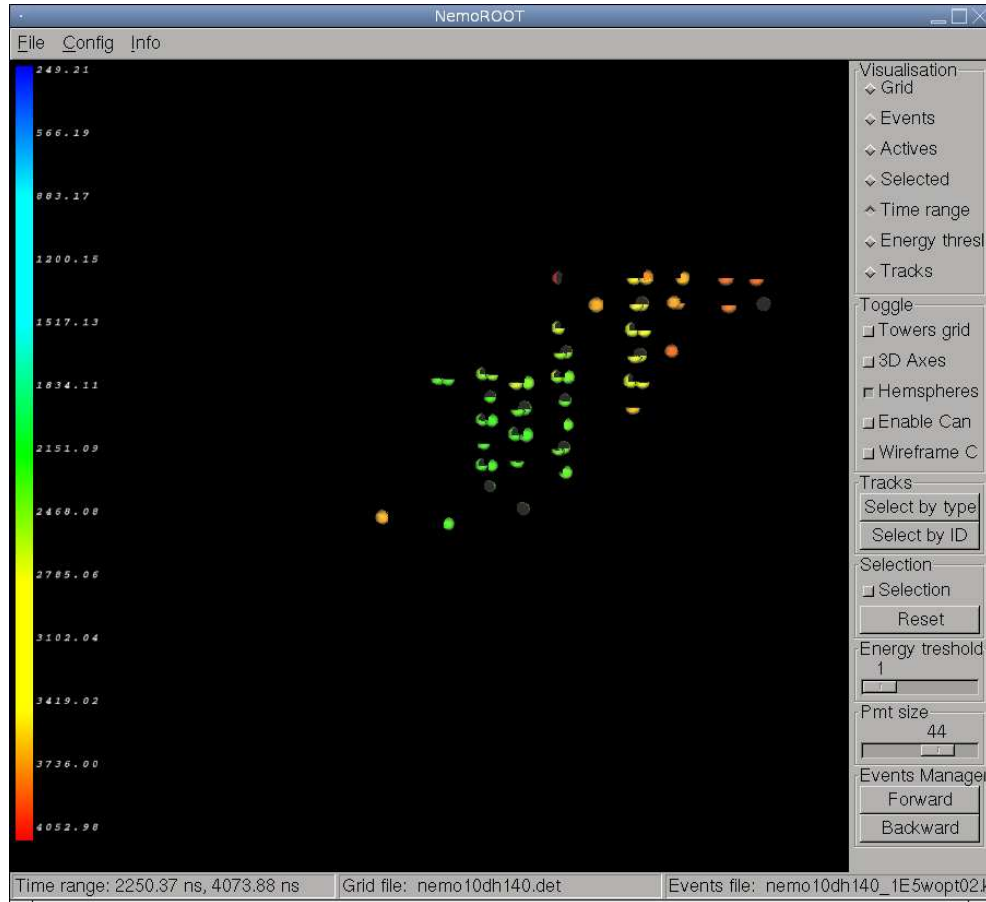 NemoROOT
File Config Info
249.21
566.19
883.17
1200.15
1517.13
1834.11
2151.09
2468.08
2785.06
3102.04
3419.02
3736.00
4052.98
Visualisation
Grid
Events
Actives
Selected
Time range
Energy thresl
Tracks
Toggle
Towers grid
3D Axes
Hemspheres
Enable Can
Wireframe C
Tracks
Select by type
Select by ID
Selection
Selection
Reset
Energy treshold
1
Pmt size
44
Events Manager
Forward
Backward
Time range: 2250.37 ns, 4073.88 ns
Grid file: nemo10dh140.det
Events file: nemo10dh140_1E5wopt02.k